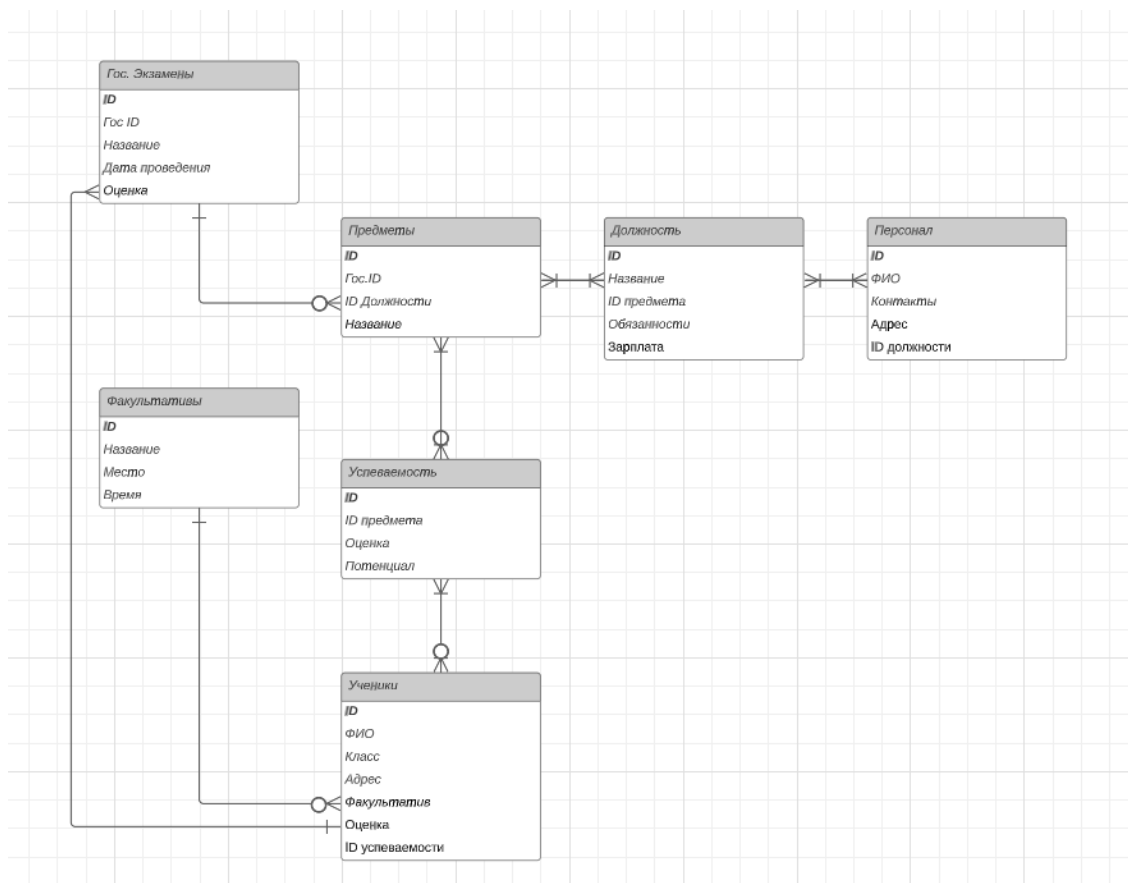 Гос. Экзамены
ID
Гос ID
Название
Дата проведения
Оценка
Предметы
ID
Гос.ID
ID Должности
Название
Должность
ID
Название
ID предмета
Обязанности
Зарплата
Персонал
ID
ФИО
Контакты
Адрес
ID должности
Факультативы
ID
Название
Место
Время
Успеваемость
ID
ID предмета
Оценка
Потенциал
Ученики
ID
ФИО
Класс
Адрес
Факультатив
Оценка
ID успеваемости